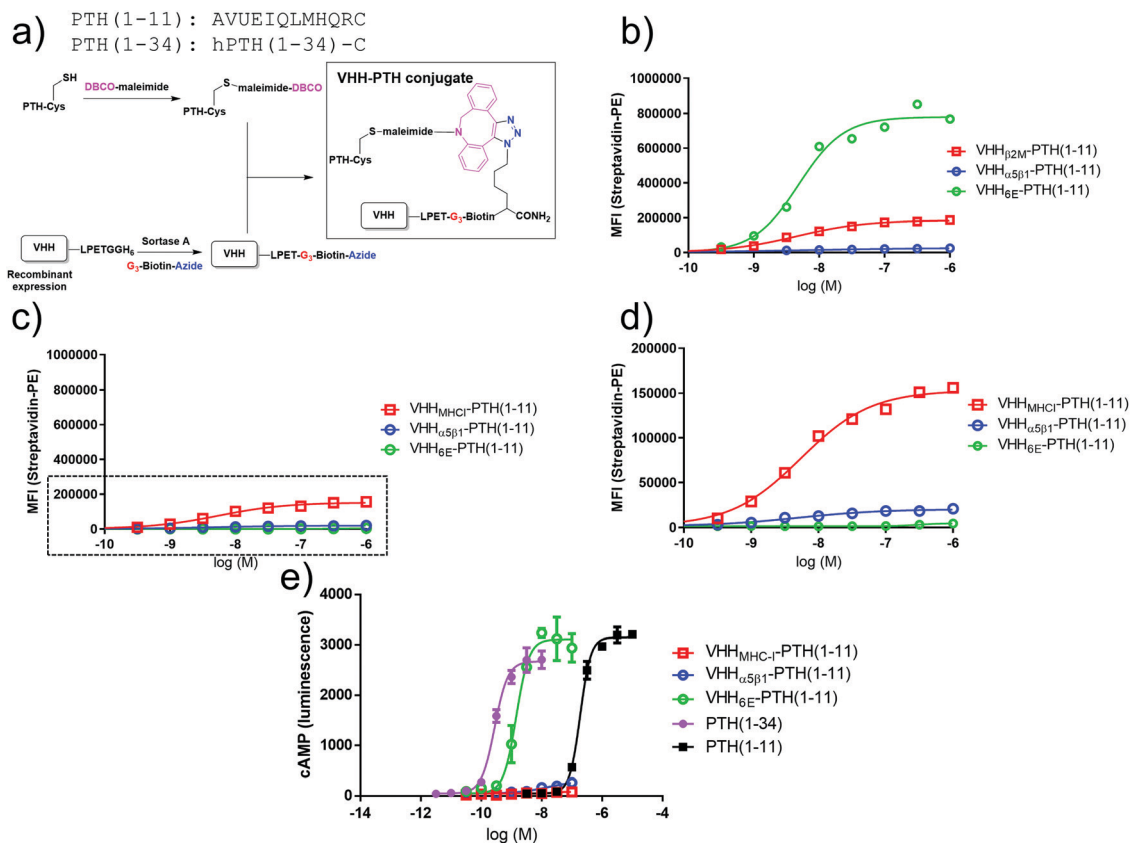 a)
PTH(1-11): AVUEIQLMHQRC
PTH(1-34): hPTH(1-34)-C
SH
PTH-Cys
DBCO-maleimide
S-maleimide-DBCO
PTH-Cys
VHH-PTH conjugate
S-maleimide
PTH-Cys
N
N
N
N
VHH
LPET-G3-Biotin
CONH2
VHH
LPETGGH6
Recombinant
expression
Sortase A
G3-Biotin-Azide
VHH
LPET-G3-Biotin-Azide
b)
MFI (Streptavidin-PE)
1000000
800000
600000
400000
200000
0
-10
-9
-8
-7
-6
log (M)
VHHβ2M-PTH(1-11)
VHHα5β1-PTH(1-11)
VHH6E-PTH(1-11)
c)
MFI (Streptavidin-PE)
1000000
800000
600000
400000
200000
0
-10
-9
-8
-7
-6
log (M)
VHHMHCI-PTH(1-11)
VHHα5β1-PTH(1-11)
VHH6E-PTH(1-11)
d)
MFI (Streptavidin-PE)
200000
150000
100000
50000
0
-10
-9
-8
-7
-6
log (M)
VHHMHCI-PTH(1-11)
VHHα5β1-PTH(1-11)
VHH6E-PTH(1-11)
e)
cAMP (luminescence)
4000
3000
2000
1000
0
-14
-12
-10
-8
-6
-4
log (M)
VHHMHC-I-PTH(1-11)
VHHα5β1-PTH(1-11)
VHH6E-PTH(1-11)
PTH(1-34)
PTH(1-11)